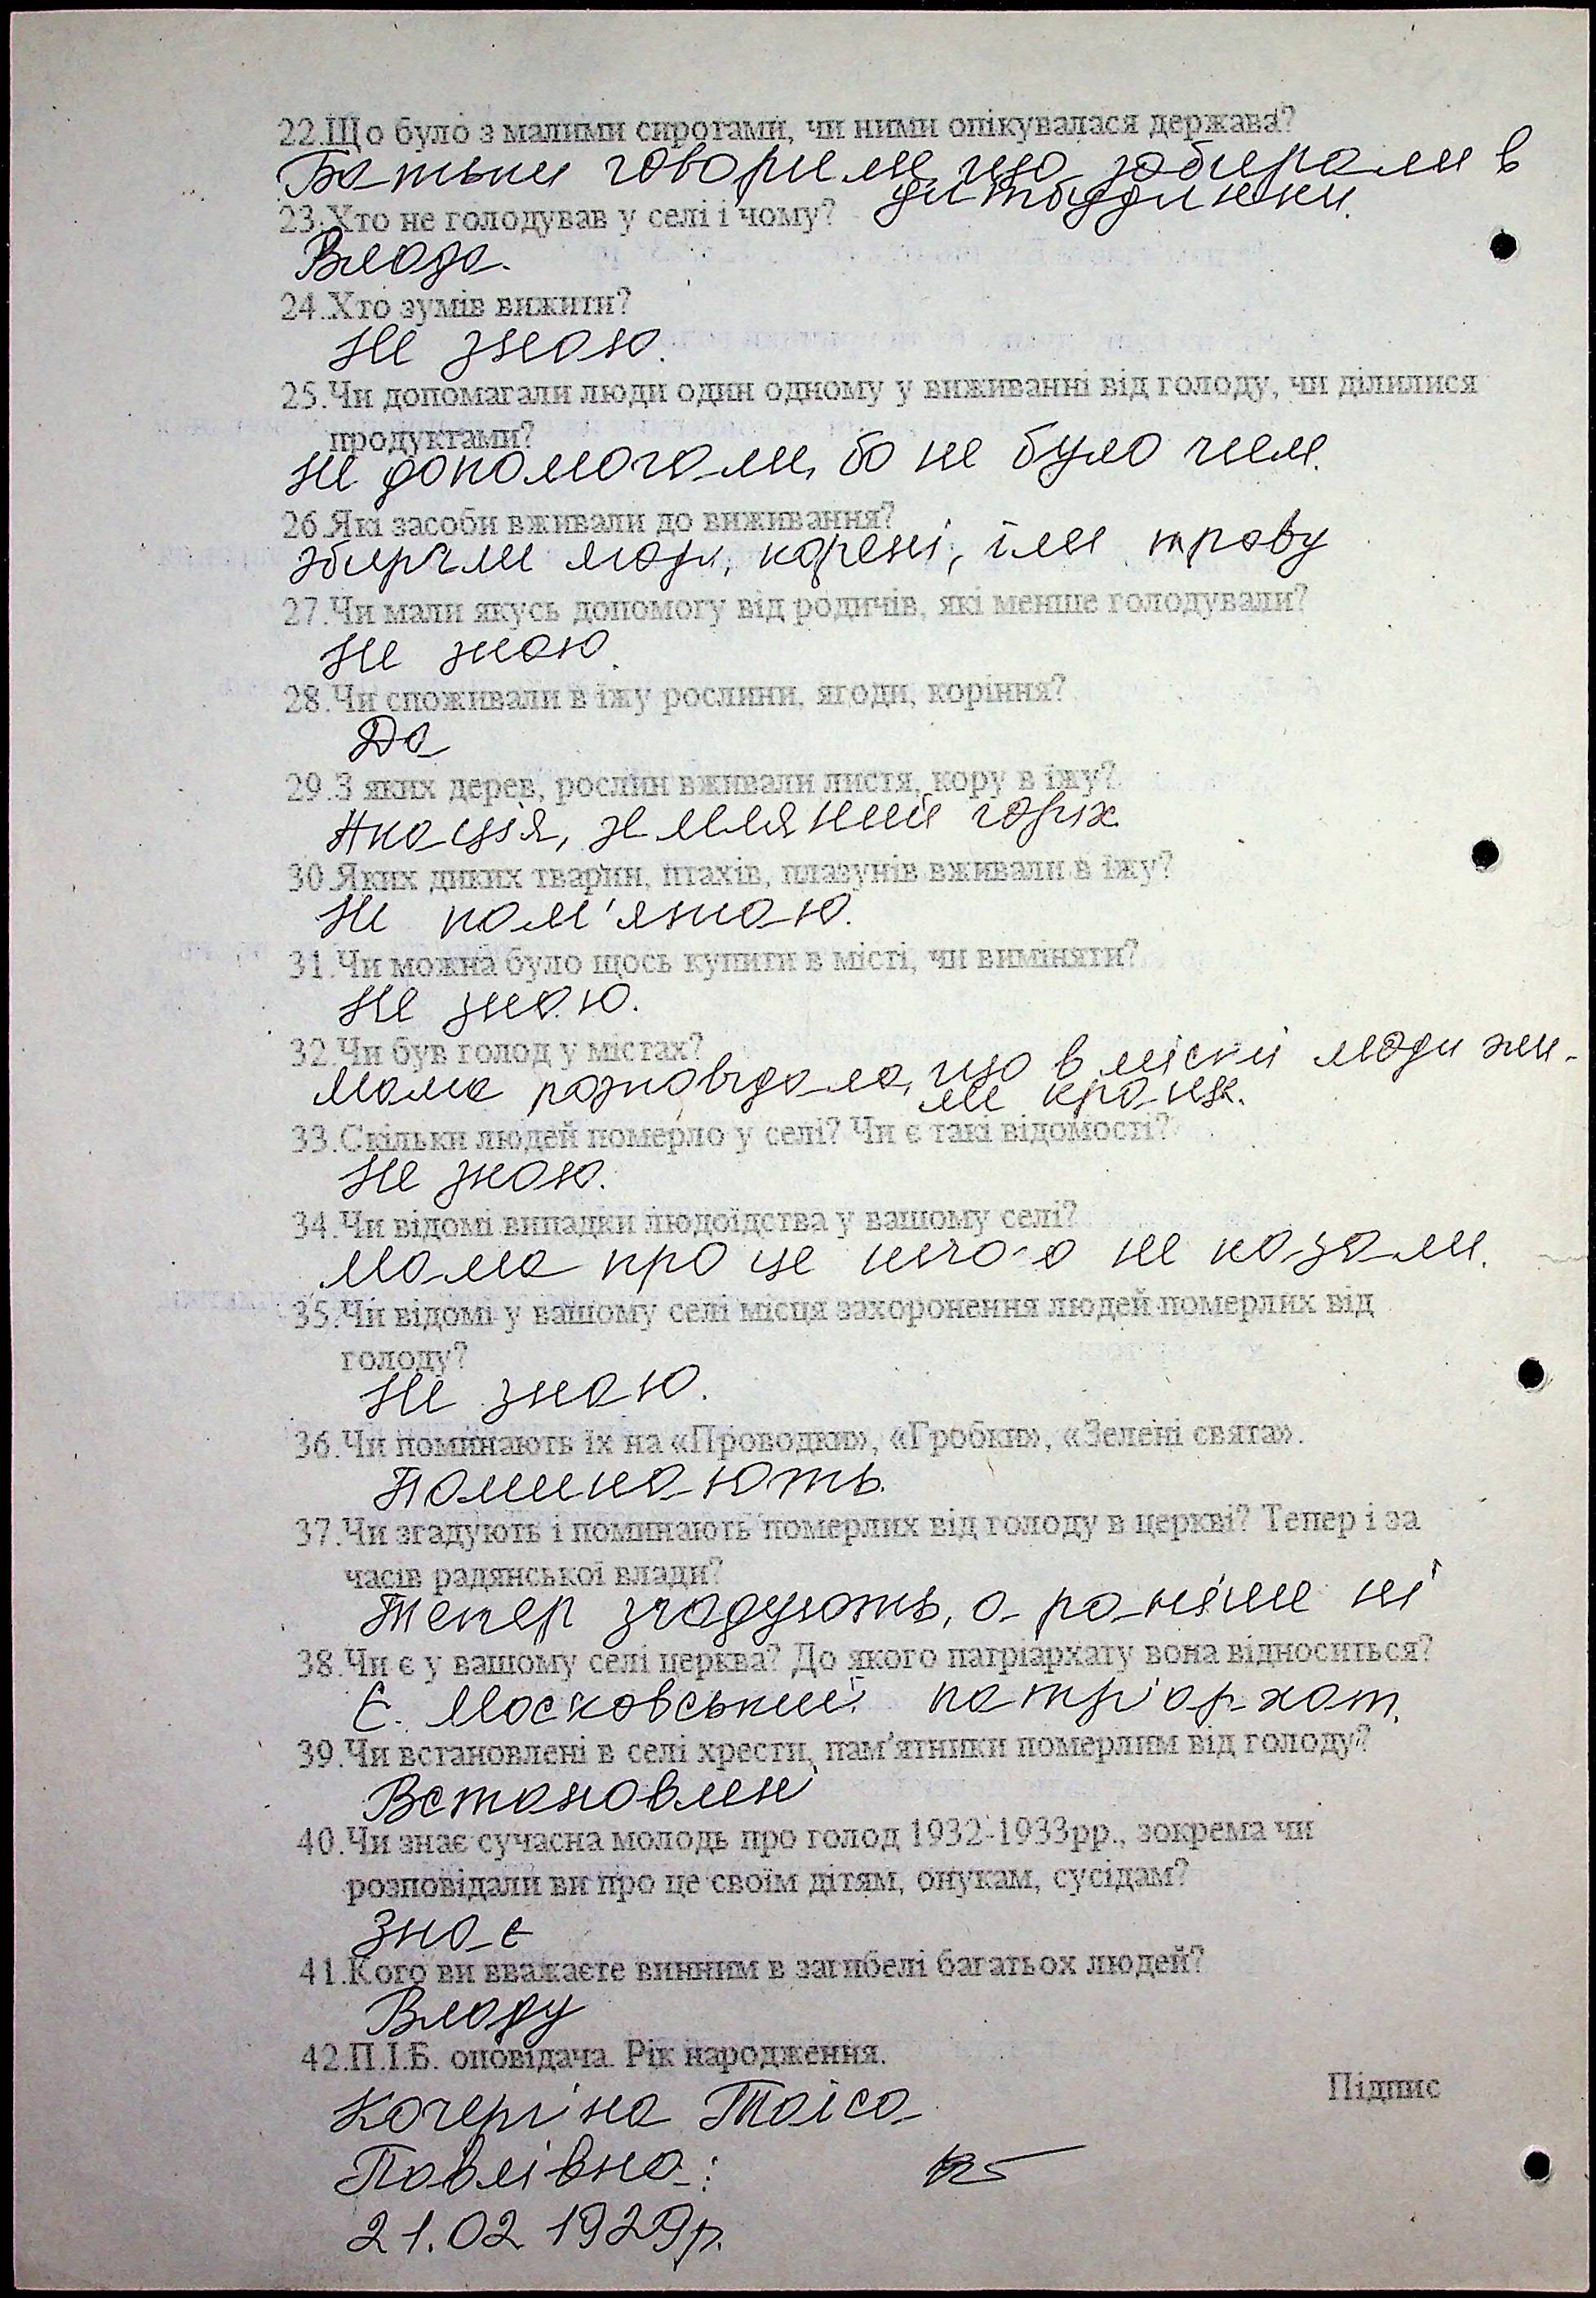 22.Що було з малими сиротами, чи ними опікувалася держава?
Батьки говорили, що забирали в
дитбудинки.
23.Хто не голодував у селі і чому?
Влада.
24.Хто зумів вижити?
Не знаю.
25.Чи допомагали люди один одному у виживанні від голоду, чи ділилися
продуктами?
Не допомогали, бо не було чим.
26.Які засоби вживали до виживання?
збирали ягоди, корені, їли траву
27.Чи мали якусь допомогу від родичів, які менше голодували?
Не знаю.
28.Чи споживали в їжу рослини, ягоди, коріння?
Да
29.З яких дерев, рослин вживали листя, кору в їжу?
Акація, земляний горіх.
30.Яких диких тварин, птахів, плазунів вживали в їжу?
Не пам'ятаю.
31.Чи можна було щось купити в місті, чи виміняти?
Не знаю.
32.Чи був голод у містах?
Мама розповідала, що в місті люди жи-
ли краще.
33.Скільки людей померло у селі? Чи є такі відомості?
Не знаю.
34.Чи відомі випадки людоїдства у вашому селі?
Мама про це нічого не казали.
35.Чи відомі у вашому селі місця захоронення людей померлих від
голоду?
Не знаю.
36.Чи поминають їх на «Проводки», «Гробки», «Зелені свята».
Поминають.
37.Чи згадують і поминають померлих від голоду в церкві? Тепер і за
часів радянської влади?
Тепер згадують, а раніше ні
38.Чи є у вашому селі церква? До якого патріархату вона відноситься?
Є. Московський патріархат.
39.Чи встановлені в селі хрести, пам'ятники померлим від голоду?
Встановлені
40.Чи знає сучасна молодь про голод 1932-1933рр., зокрема чи
розповідали ви про це своїм дітям, онукам, сусідам?
Знає
41.Кого ви вважаєте винним в загибелі багатьох людей?
Владу
42.П.І.Б. оповідача. Рік народження.
Підпис
Кочергіна Таїса
Павлівна:
21.02 1929р.